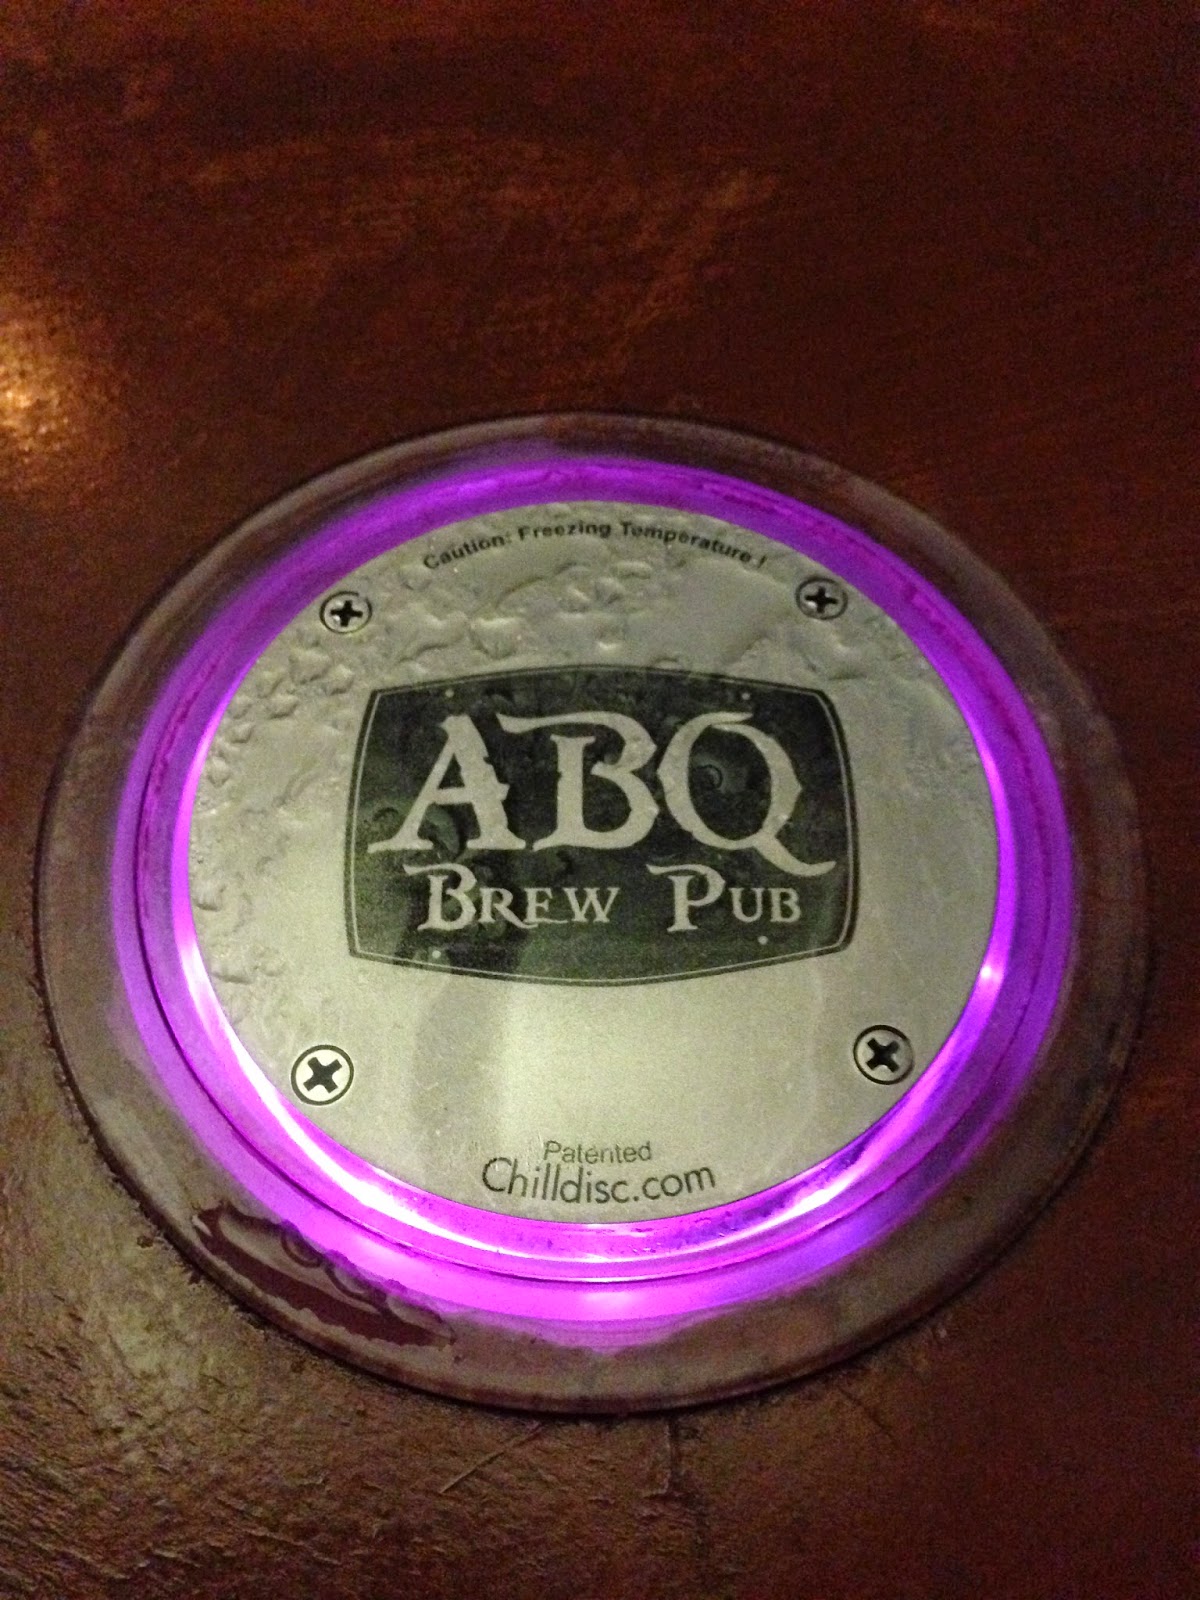 Caution: Freezing Temperature!
ABQ
BREW PUB
Patented
Chilldisc.com